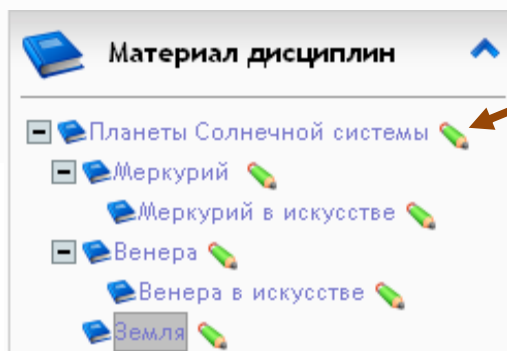 Материал дисциплин
Планеты Солнечной системы
Меркурий
Меркурий в искусстве
Венера
Венера в искусстве
Земля